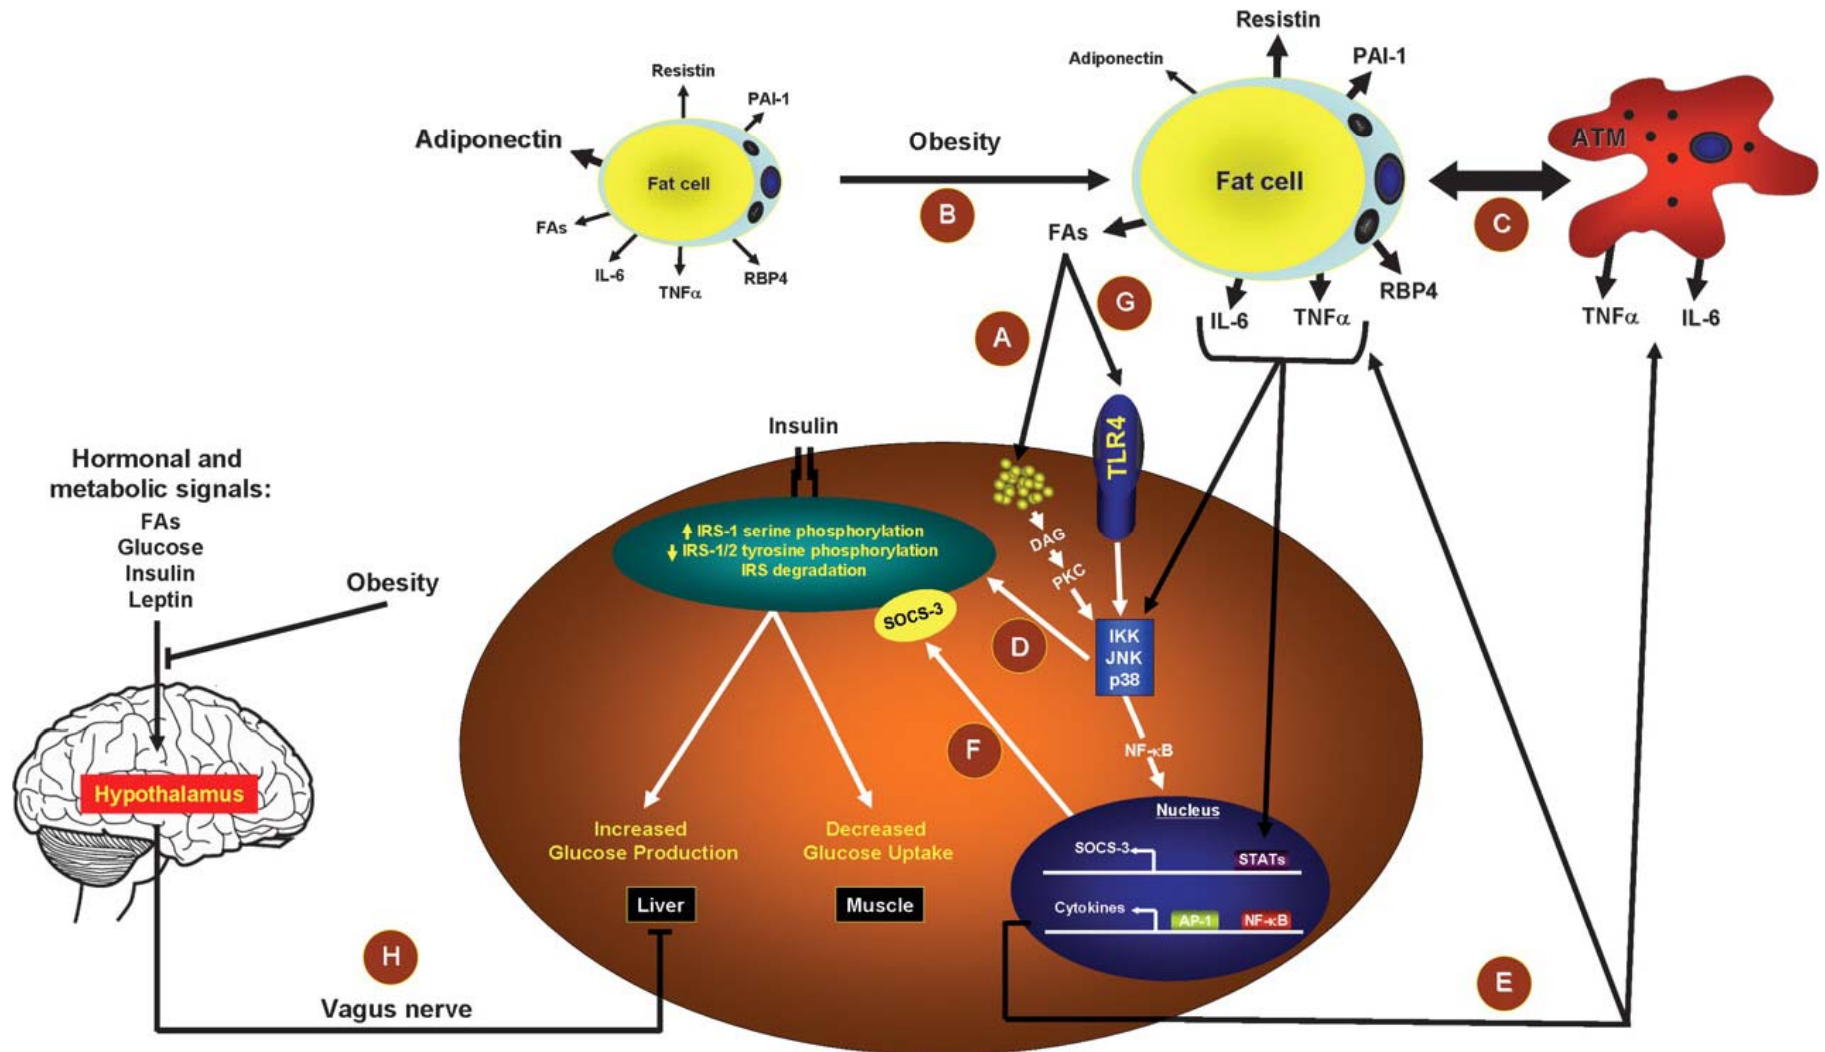 Resistin
Adiponectin
PAI-1
Resistin
PAI-1
Adiponectin
Fat cell
FAs
IL-6
TNFα
RBP4
Obesity
B
Fat cell
FAs
IL-6
TNFα
RBP4
C
ATM
TNFα
IL-6
A
G
Insulin
TLR4
Hormonal and
metabolic signals:
FAs
Glucose
Insulin
Leptin
Obesity
Hypothalamus
H
Vagus nerve
IRS-1 serine phosphorylation
IRS-1/2 tyrosine phosphorylation
IRS degradation
SOCS-3
DAG
PKC
IKK
JNK
p38
D
F
NF-κB
Increased
Glucose Production
Decreased
Glucose Uptake
Liver
Muscle
Nucleus
SOCS-3
STATs
Cytokines
AP-1
NF-κB
E